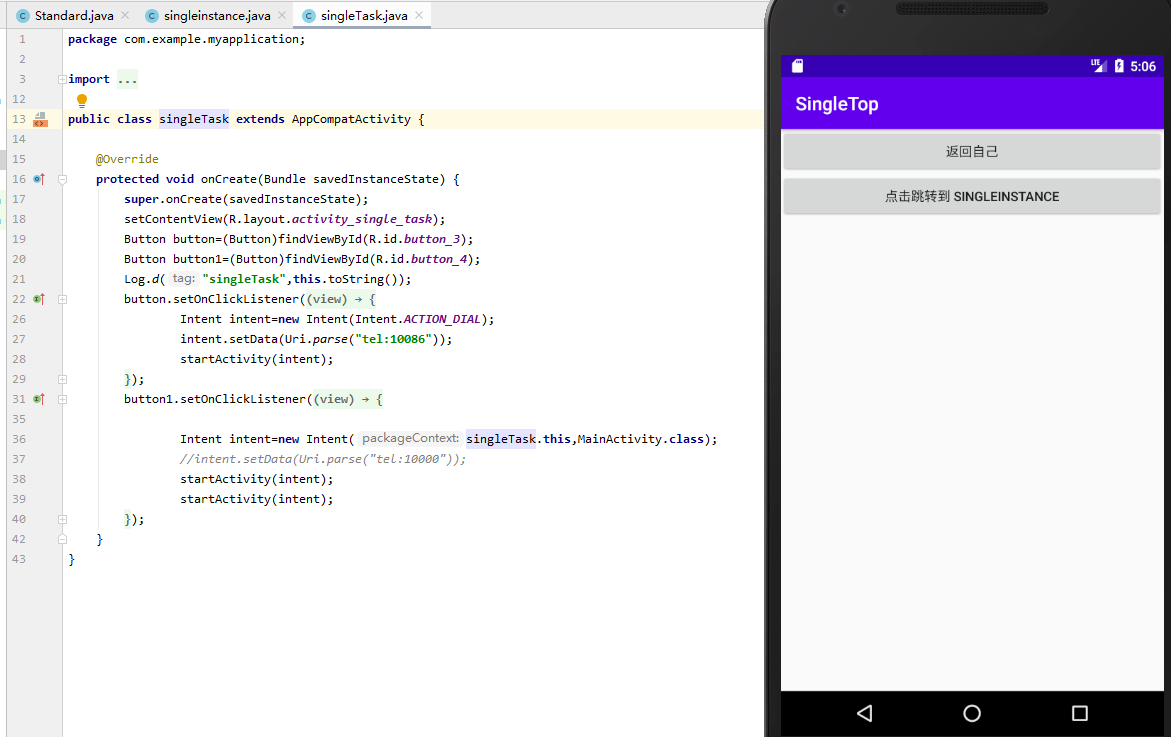 Standard.java singleinstance.java singleTask.java
1 package com.example.myapplication;
2
3 import ...
12
13 public class singleTask extends AppCompatActivity {
14
15 @Override
16 protected void onCreate(Bundle savedInstanceState) {
17 super.onCreate(savedInstanceState);
18 setContentView(R.layout.activity_single_task);
19 Button button=(Button)findViewById(R.id.button_3);
20 Button button1=(Button)findViewById(R.id.button_4);
21 Log.d( tag: "singleTask",this.toString());
22 button.setOnClickListener((view) → {
26 Intent intent=new Intent(Intent.ACTION_DIAL);
27 intent.setData(Uri.parse("tel:10086"));
28 startActivity(intent);
29 });
31 button1.setOnClickListener((view) → {
35
36 Intent intent=new Intent( packageContext: singleTask.this,MainActivity.class);
37 //intent.setData(Uri.parse("tel:10000"));
38 startActivity(intent);
39 startActivity(intent);
40 });
42 }
43 }
LTE 5:06
SingleTop
返回自己
点击跳转到 SINGLEINSTANCE